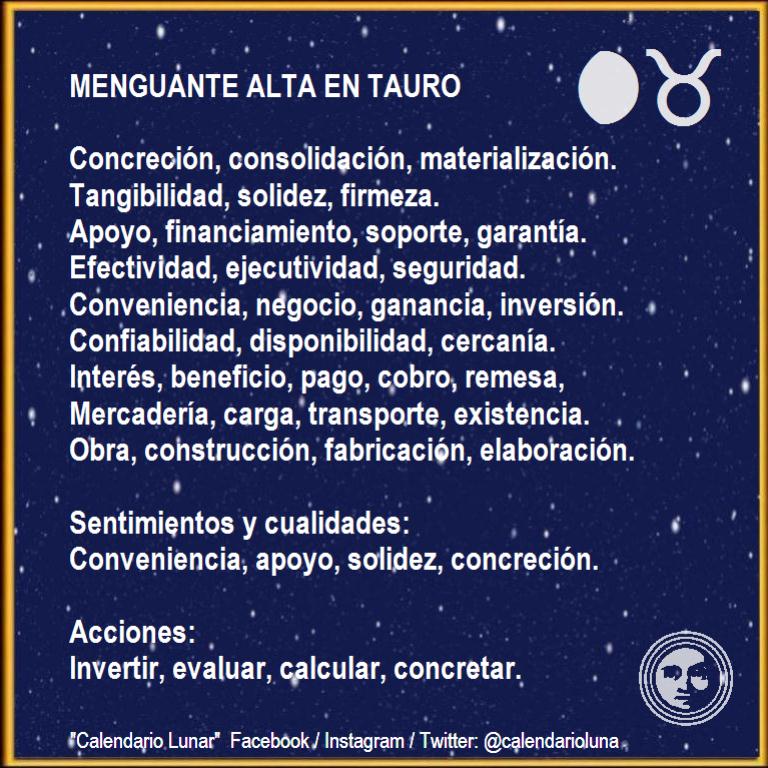 MENGUANTE ALTA EN TAURO
Concreción, consolidación, materialización.
Tangibilidad, solidez, firmeza.
Apoyo, financiamiento, soporte, garantía.
Efectividad, ejecutividad, seguridad.
Conveniencia, negocio, ganancia, inversión.
Confiabilidad, disponibilidad, cercanía.
Interés, beneficio, pago, cobro, remesa,
Mercadería, carga, transporte, existencia.
Obra, construcción, fabricación, elaboración.
Sentimientos y cualidades:
Conveniencia, apoyo, solidez, concreción.
Acciones:
Invertir, evaluar, calcular, concretar.
"Calendario Lunar" Facebook / Instagram / Twitter: @calendarioluna